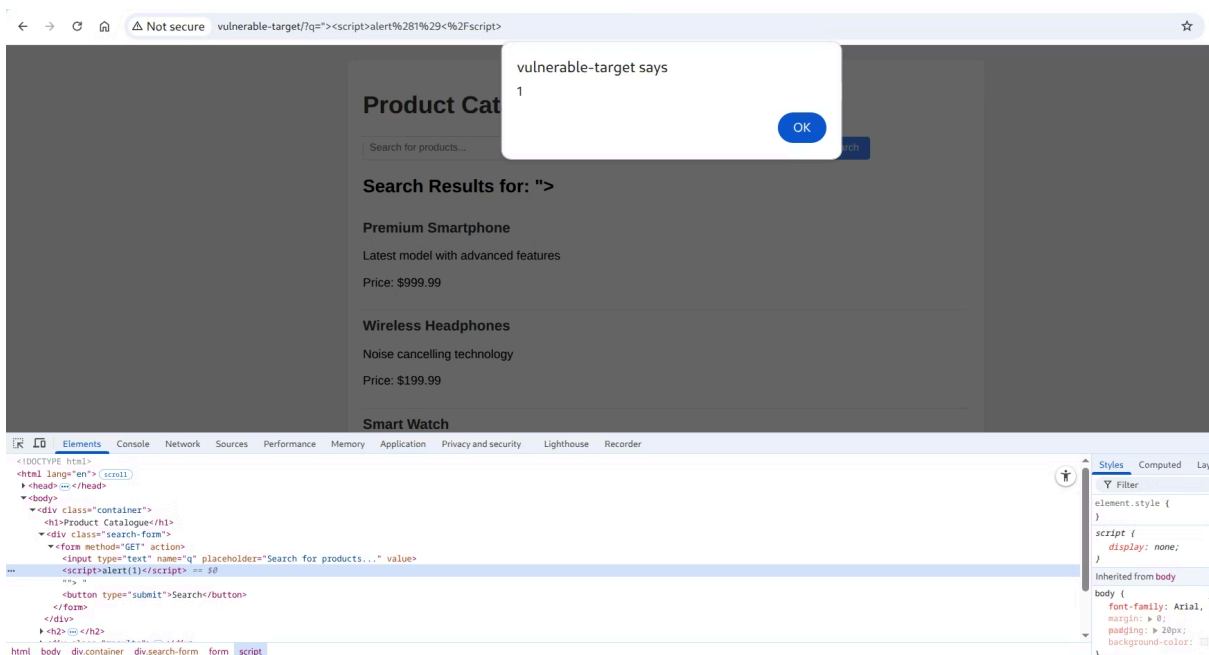 Not secure vulnerable-target/?q="><script>alert%281%29<%2Fscript>
vulnerable-target says
1
OK
Product Cat
Search for products...
rch
Search Results for: ">
Premium Smartphone
Latest model with advanced features
Price: $999.99
Wireless Headphones
Noise cancelling technology
Price: $199.99
Smart Watch
Elements Console Network Sources Performance Memory Application Privacy and security Lighthouse Recorder
<!DOCTYPE html>
<html lang="en"> scroll
<head> … </head>
<body>
<div class="container">
<h1>Product Catalogue</h1>
<div class="search-form">
<form method="GET" action>
<input type="text" name="q" placeholder="Search for products..." value>
… <script>alert(1)</script> == $0
""> "
<button type="submit">Search</button>
</form>
</div>
<h2> … </h2>
html body div.container div.search-form form script
Styles Computed Lay
Filter
element.style {
}
script {
display: none;
}
Inherited from body
body {
font-family: Arial,
margin: ▶ 0;
padding: ▶ 20px;
background-color:
}